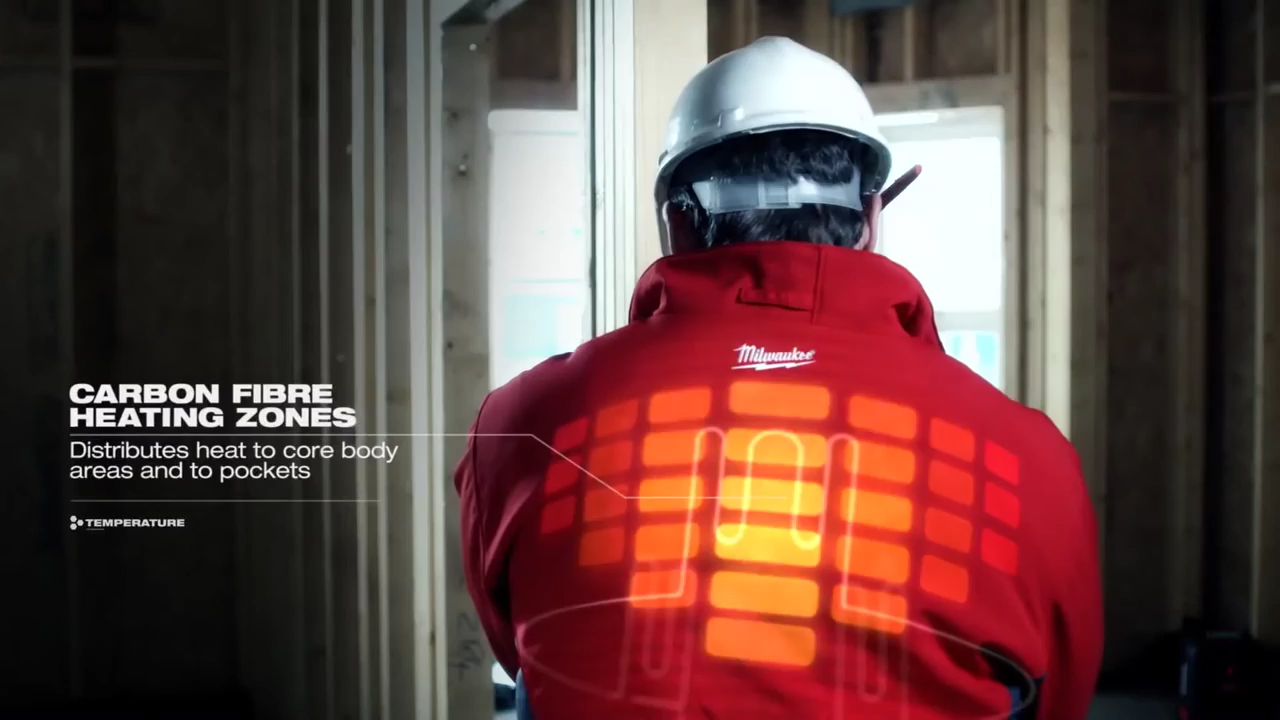 Milwaukee
CARBON FIBRE
HEATING ZONES
Distributes heat to core body
areas and to pockets
TEMPERATURE